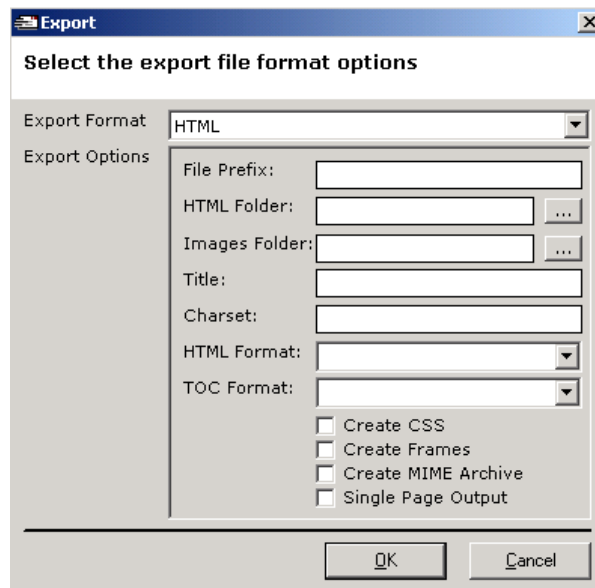 Export
Select the export file format options
Export Format
HTML
Export Options
File Prefix:
HTML Folder:
...
Images Folder:
...
Title:
Charset:
HTML Format:
TOC Format:
Create CSS
Create Frames
Create MIME Archive
Single Page Output
OK
Cancel